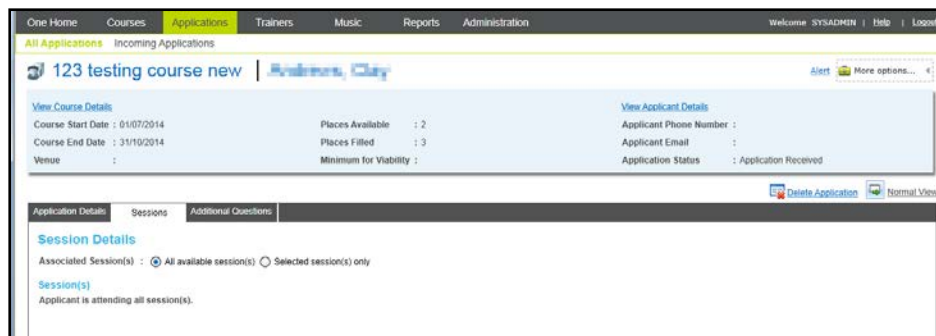 One Home Courses Applications Trainers Music Reports Administration Welcome SYSADMIN | Help | Logout
All Applications Incoming Applications
123 testing course new |
Alert More options...
View Course Details View Applicant Details
Course Start Date : 01/07/2014 Places Available : 2 Applicant Phone Number :
Course End Date : 31/10/2014 Places Filled : 3 Applicant Email :
Venue : Minimum for Viability : Application Status : Application Received
Delete Application Normal View
Application Details Sessions Additional Questions
Session Details
Associated Session(s) : All available session(s) Selected session(s) only
Session(s)
Applicant is attending all session(s).